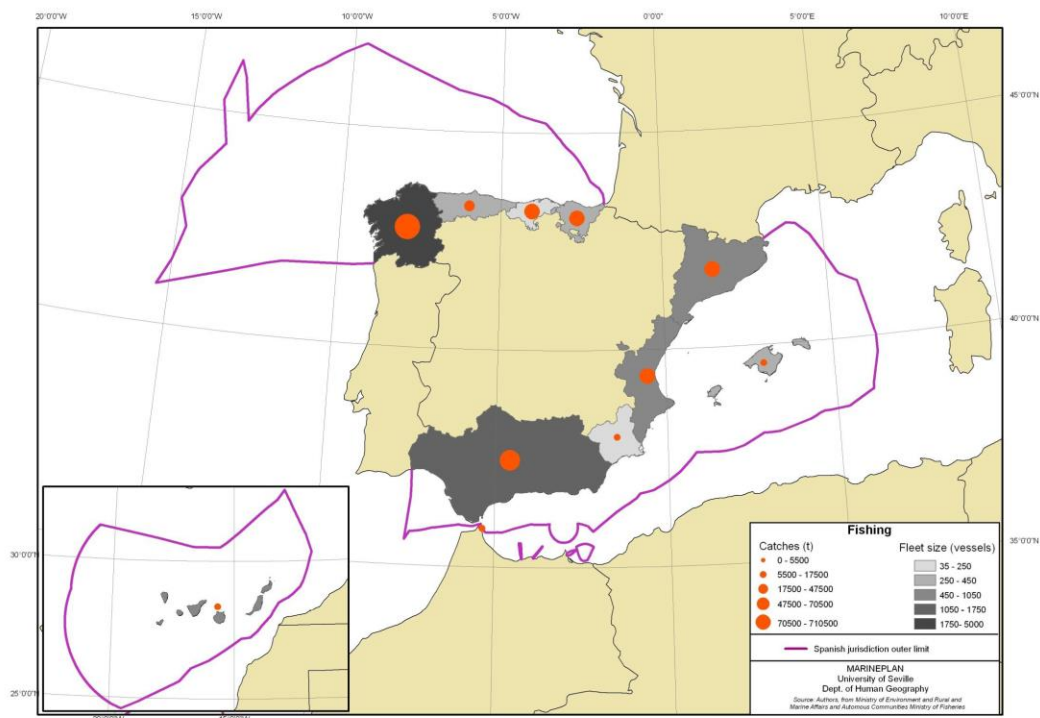 20°0'0"W 15°0'0"W 10°0'0"W 5°0'0"W 0°0'0" 5°0'0"E 10°0'0"E
45°0'0"N
40°0'0"N
35°0'0"N
30°0'0"N
25°0'0"N
Fishing
Catches (t)
0 - 5500
5500 - 17500
17500 - 47500
47500 - 70500
70500 - 710500
Fleet size (vessels)
35 - 250
250 - 450
450 - 1050
1050 - 1750
1750- 5000
Spanish jurisdiction outer limit
MARINEPLAN
University of Seville
Dept. of Human Geography
Source: Authors, from Ministry of Environment and Rural and
Marine Affairs and Automous Communities Ministry of Fisheries